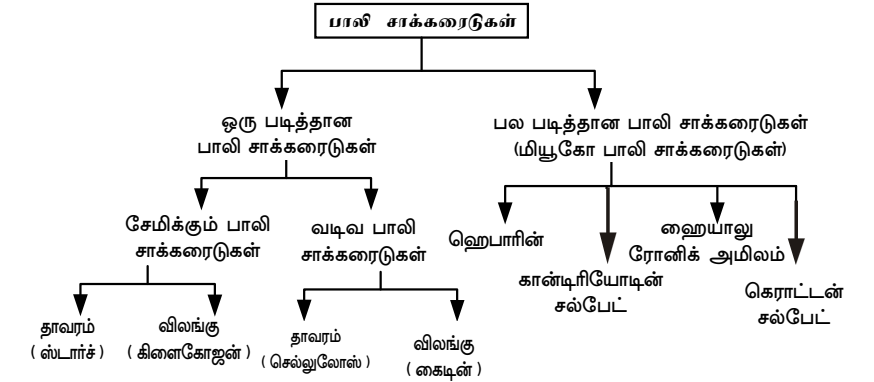 பாலி சாக்கரைடுகள்
ஒரு படித்தான
பாலி சாக்கரைடுகள்
பல படித்தான பாலி சாக்கரைடுகள்
(மியூகோ பாலி சாக்கரைடுகள்)
சேமிக்கும் பாலி
சாக்கரைடுகள்
வடிவ பாலி
சாக்கரைடுகள்
ஹெபாரின்
கான்டிரியோடின்
சல்பேட்
ஹையாலு
ரோனிக் அமிலம்
கெராட்டன்
சல்பேட்
தாவரம்
( ஸ்டார்ச் )
விலங்கு
( கிளைகோஜன் )
தாவரம்
( செல்லுலோஸ் )
விலங்கு
( கைடின் )